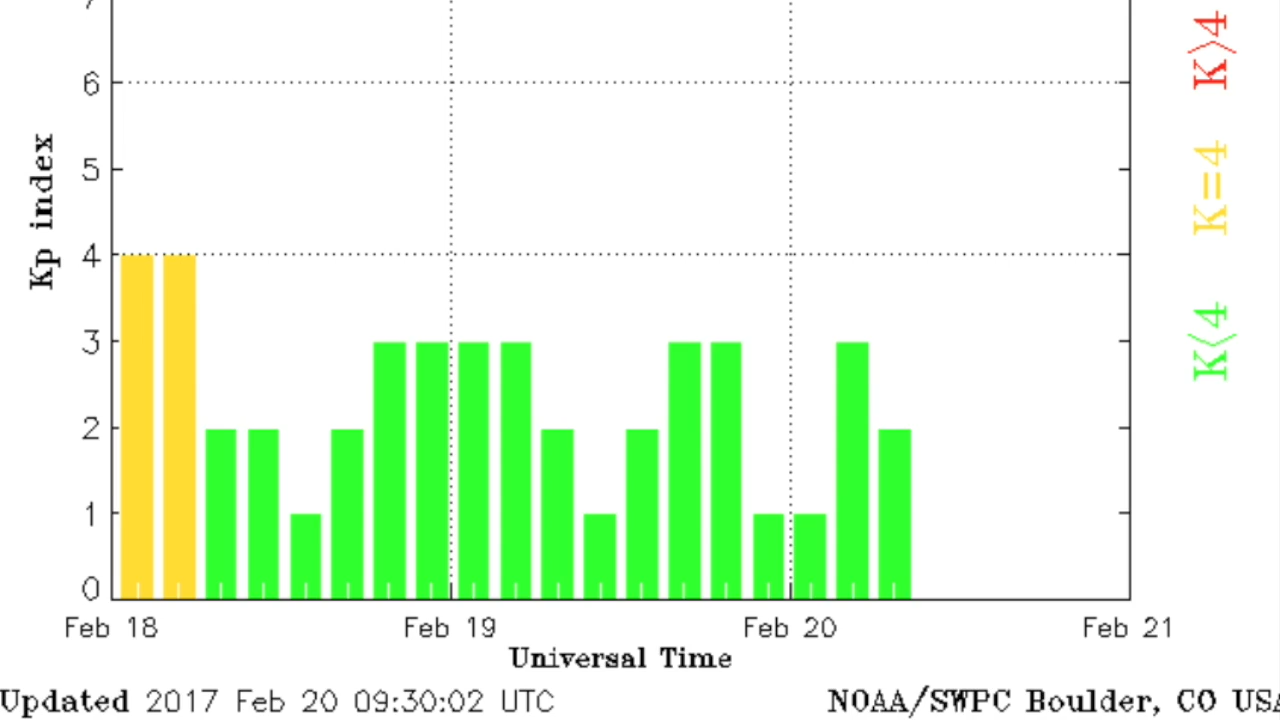 7
6
5
4
3
2
1
0
Kp index
Feb 18 Feb 19 Feb 20 Feb 21
Universal Time
K>4
K=4
K<4
Updated 2017 Feb 20 09:30:02 UTC
NOAA/SWPC Boulder, CO USA